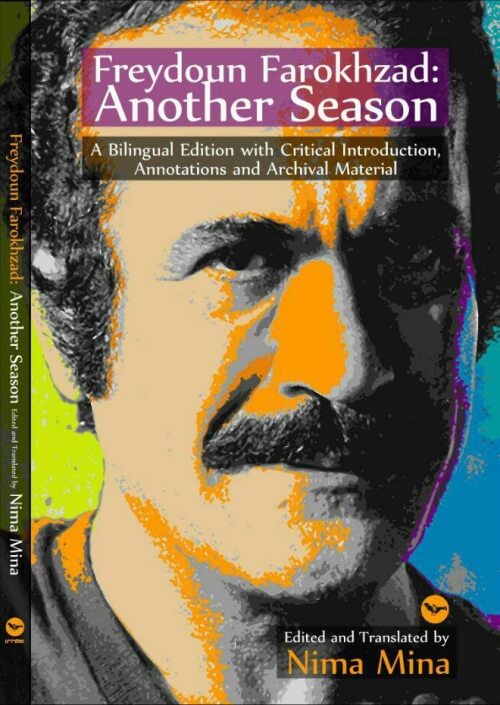 Freydoun Farokhzad:
Another Season
A Bilingual Edition with Critical Introduction,
Annotations and Archival Material
Edited and Translated by
Nima Mina
Freydoun Farokhzad: Another Season Edited and Translated by Nima Mina